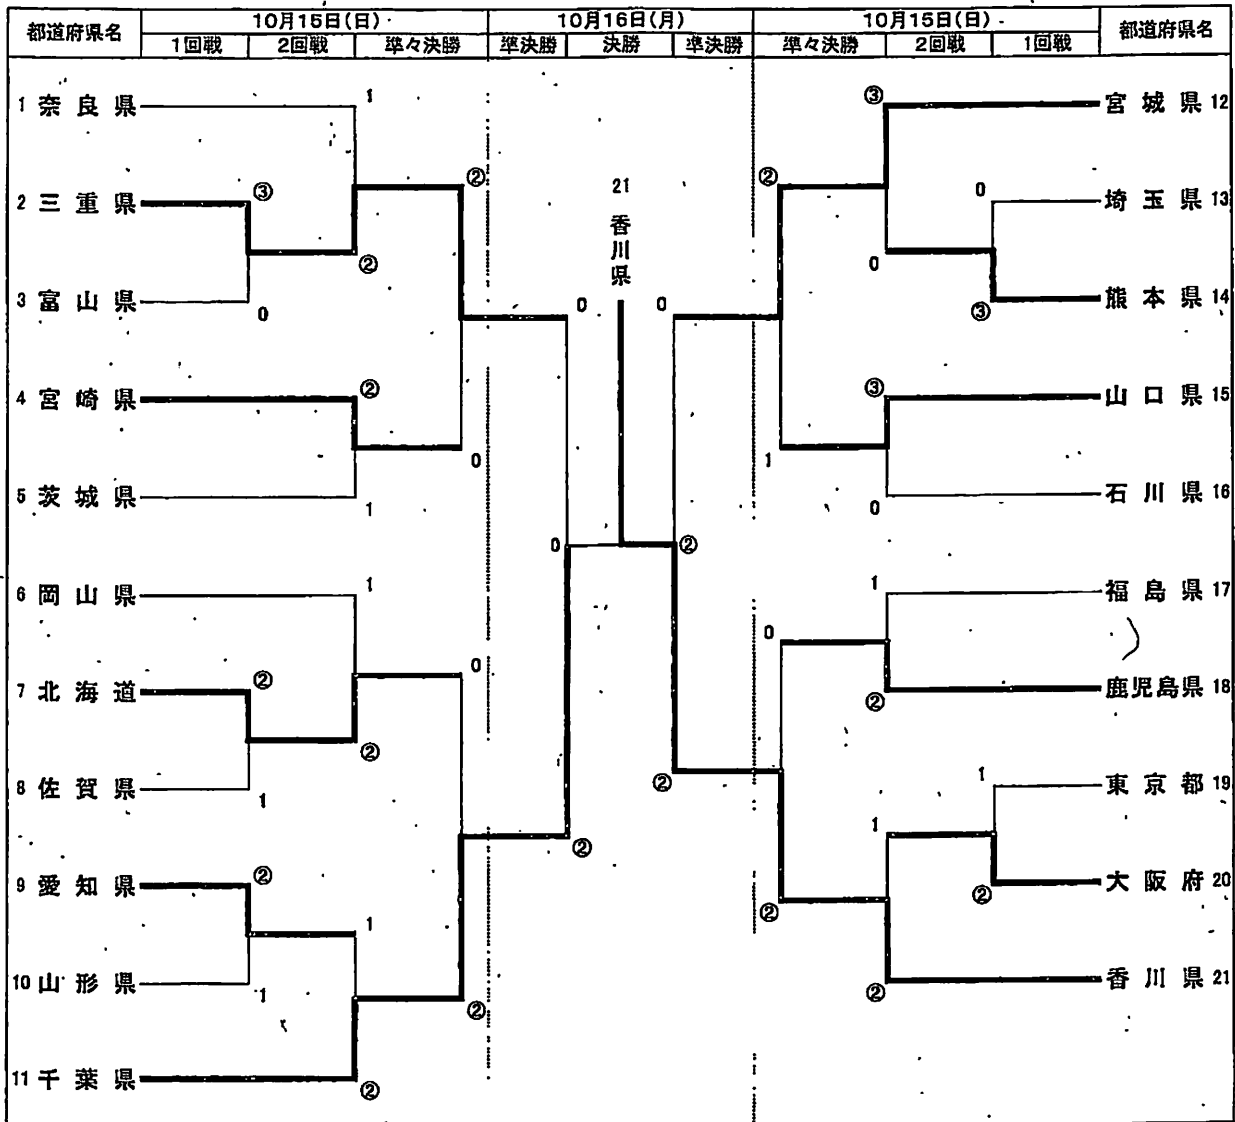 都道府県名 10月15日(日) 10月16日(月) 10月15日(日) 都道府県名
1回戦 2回戦 準々決勝 準決勝 決勝 準決勝 準々決勝 2回戦 1回戦
1 奈良県 1 ③ 宮城県 12
② 21 ②
2 三重県 ③ 0 埼玉県 13
香川県
② 0
3 富山県 0 0 0 ③ 熊本県 14
4 宮崎県 ② ③ 山口県 15
0 1
5 茨城県 1 0 石川県 16
0 ②
6 岡山県 1 1 福島県 17
0 0
7 北海道 ② ② 鹿児島県 18
② ② 1
8 佐賀県 1 東京都 19
② 1
9 愛知県 ② ② 大阪府 20
1 ②
10 山形県 1 ② 香川県 21
②
11 千葉県 ②